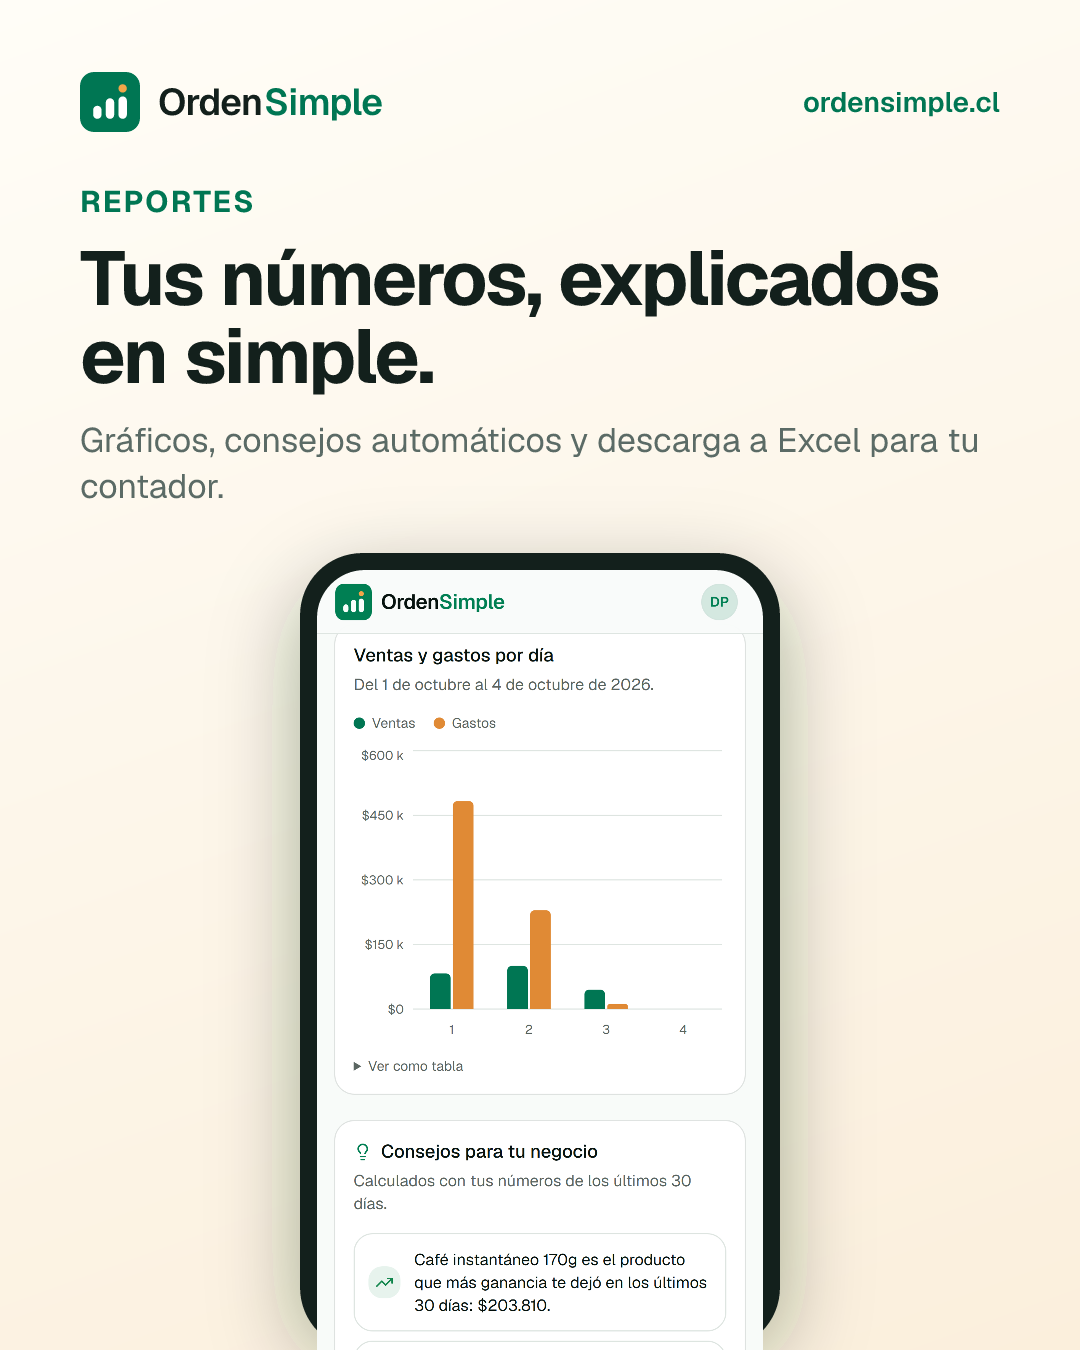 OrdenSimple
ordensimple.cl
REPORTES
Tus números, explicados
en simple.
Gráficos, consejos automáticos y descarga a Excel para tu
contador.
OrdenSimple
DP
Ventas y gastos por día
Del 1 de octubre al 4 de octubre de 2026.
Ventas Gastos
$600 k
$450 k
$300 k
$150 k
$0
1 2 3 4
Ver como tabla
Consejos para tu negocio
Calculados con tus números de los últimos 30
días.
Café instantáneo 170g es el producto
que más ganancia te dejó en los últimos
30 días: $203.810.